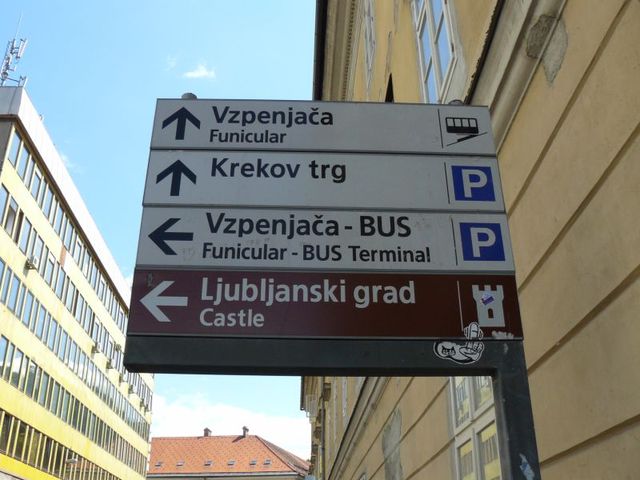 Vzpenjača
Funicular
Krekov trg
P
Vzpenjača - BUS
Funicular - BUS Terminal
P
Ljubljanski grad
Castle